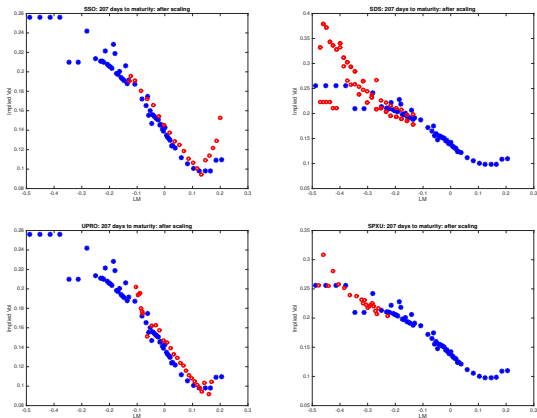 SSO: 207 days to maturity: after scaling
0.26
0.24
0.22
0.2
0.18
0.16
0.14
0.12
0.1
0.08
Implied Vol
-0.5 -0.4 -0.3 -0.2 -0.1 0 0.1 0.2 0.3
LM
SDS: 207 days to maturity: after scaling
0.4
0.35
0.3
0.25
0.2
0.15
0.1
0.05
Implied Vol
-0.5 -0.4 -0.3 -0.2 -0.1 0 0.1 0.2 0.3
LM
UPRO: 207 days to maturity: after scaling
0.26
0.24
0.22
0.2
0.18
0.16
0.14
0.12
0.1
0.08
Implied Vol
-0.5 -0.4 -0.3 -0.2 -0.1 0 0.1 0.2 0.3
LM
SPXU: 207 days to maturity: after scaling
0.35
0.3
0.25
0.2
0.15
0.1
0.05
Implied Vol
-0.5 -0.4 -0.3 -0.2 -0.1 0 0.1 0.2 0.3
LM